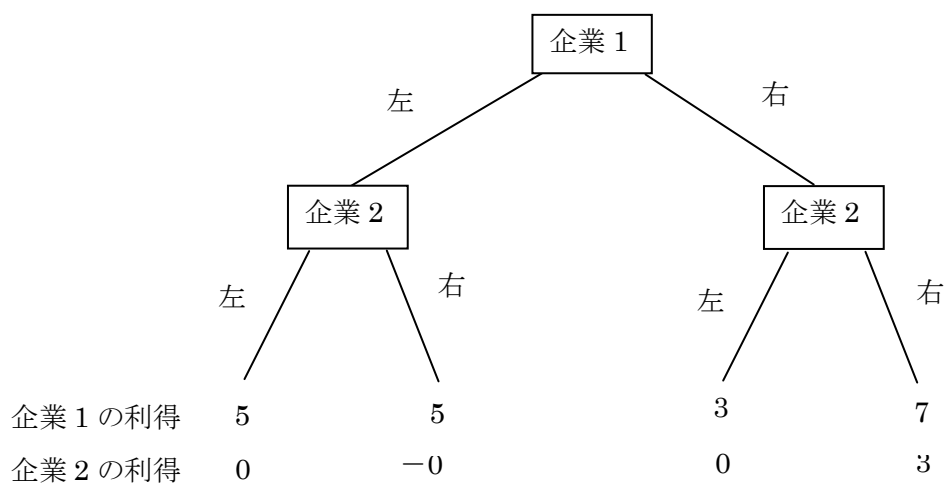 企業 1
左 右
企業 2 企業 2
左 右 左 右
企業 1 の利得 5 5 3 7
企業 2 の利得 0 −0 0 3